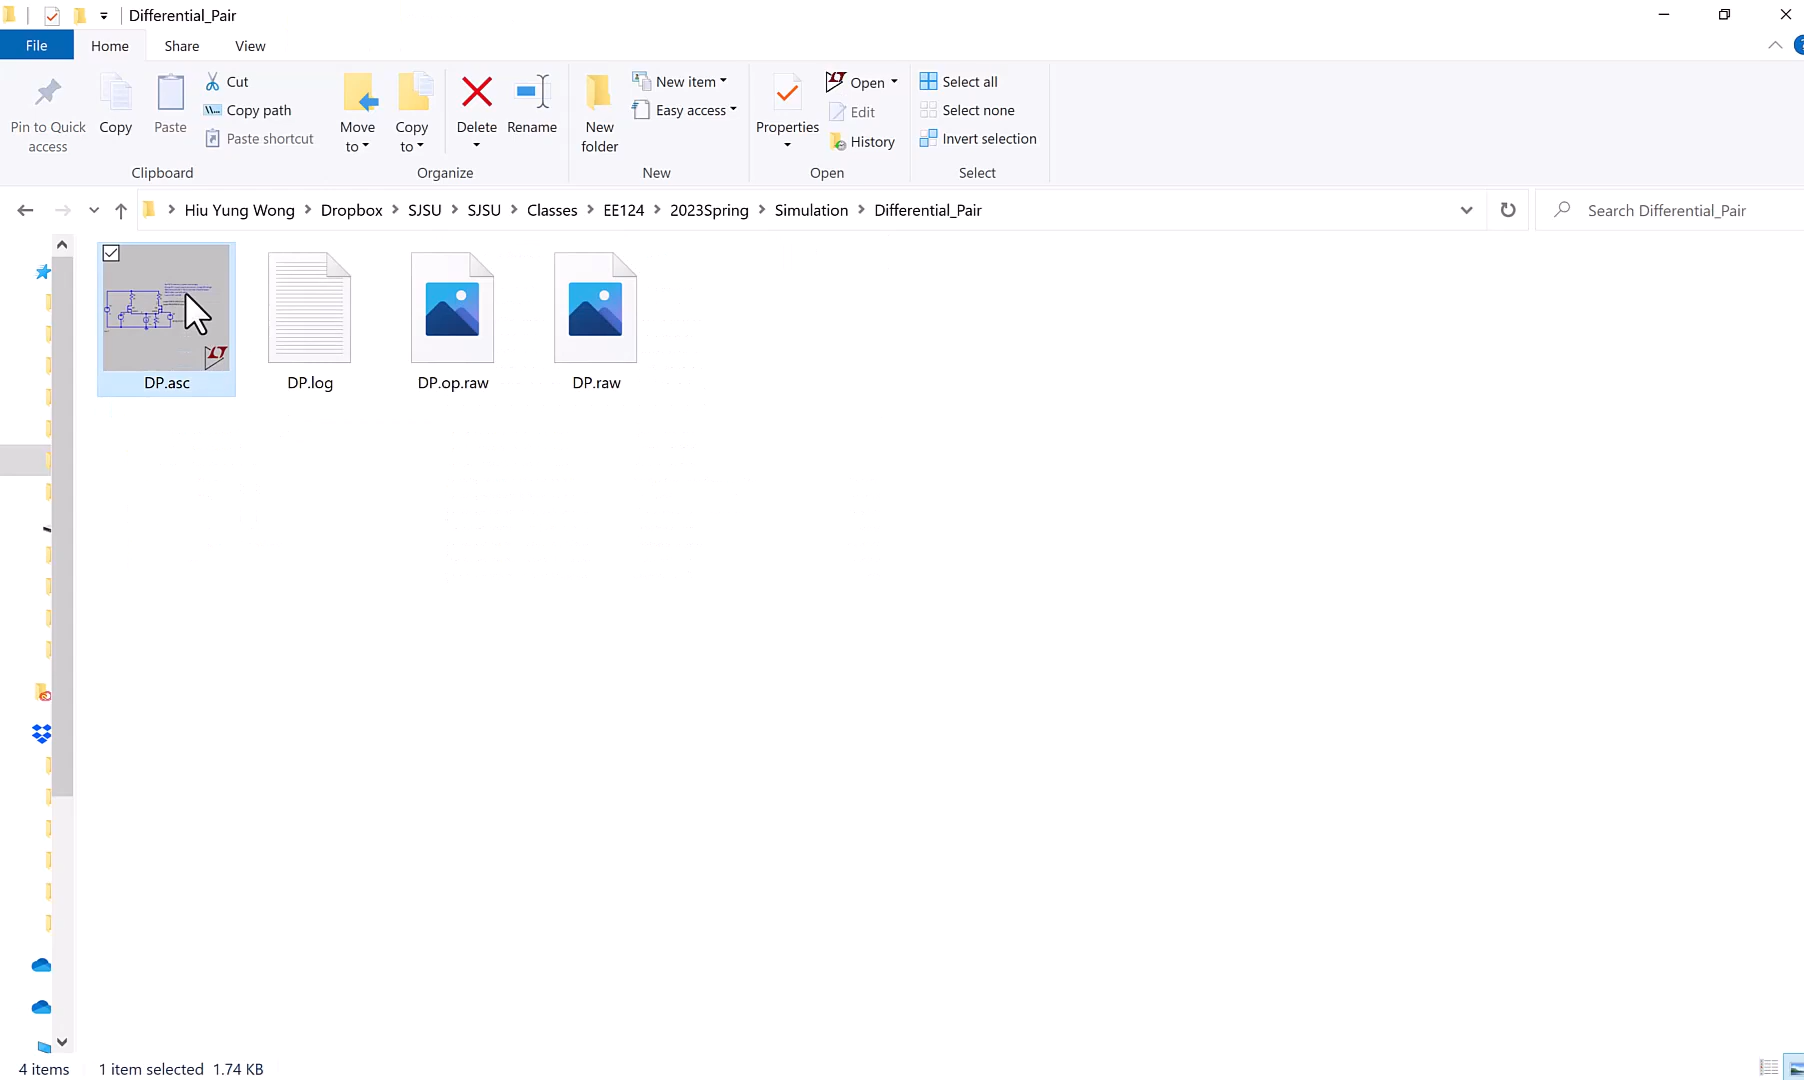 Differential_Pair
File Home Share View
Pin to Quick access
Copy
Paste
Cut
Copy path
Paste shortcut
Clipboard
Move to
Copy to
Delete
Rename
Organize
New folder
New item
Easy access
New
Properties
Open
Edit
History
Open
Select all
Select none
Invert selection
Select
Hiu Yung Wong > Dropbox > SJSU > SJSU > Classes > EE124 > 2023Spring > Simulation > Differential_Pair
Search Differential_Pair
DP.asc
DP.log
DP.op.raw
DP.raw
4 items 1 item selected 1.74 KB